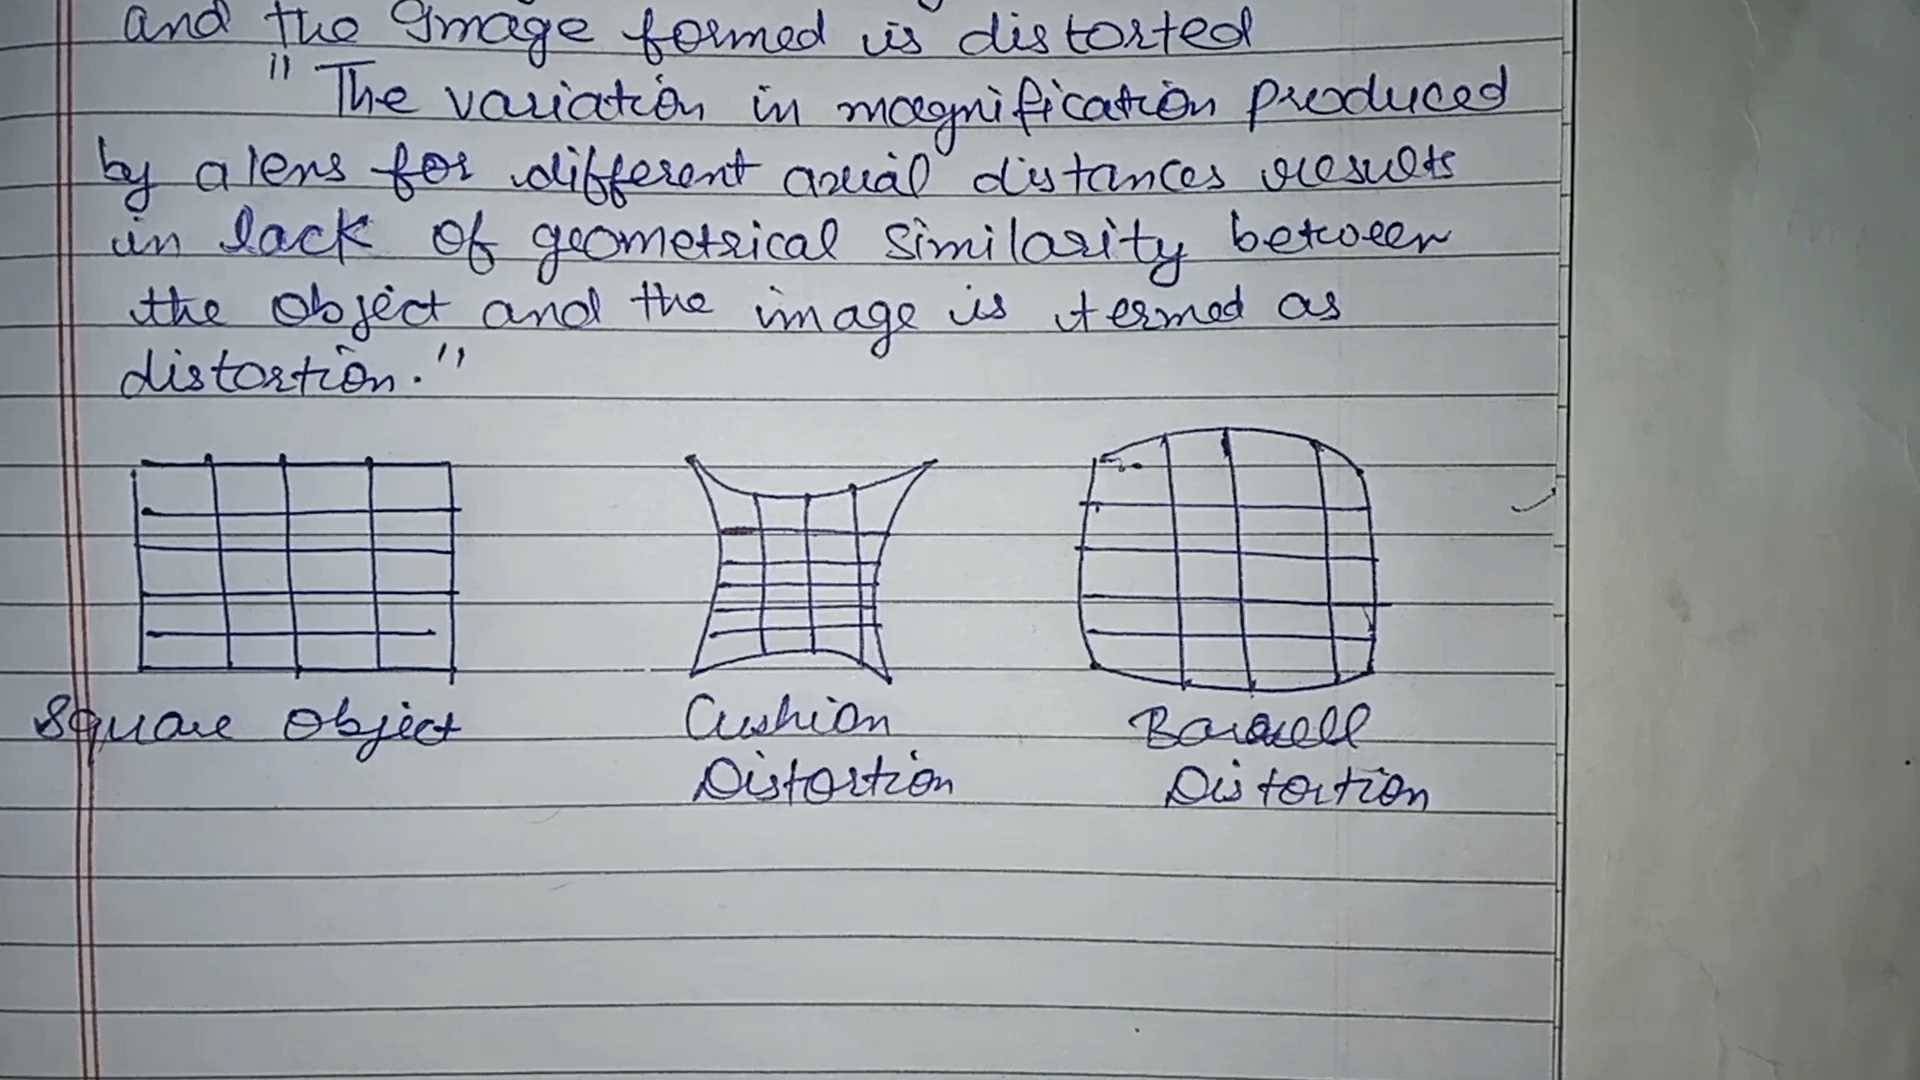 and the Image formed is distorted
"The variation in magnification produced
by a lens for different axial distances results
in lack of geometrical similarity between
the object and the image is termed as
distortion."
Square Object
Cushion
Distortion
Barrell
Distortion